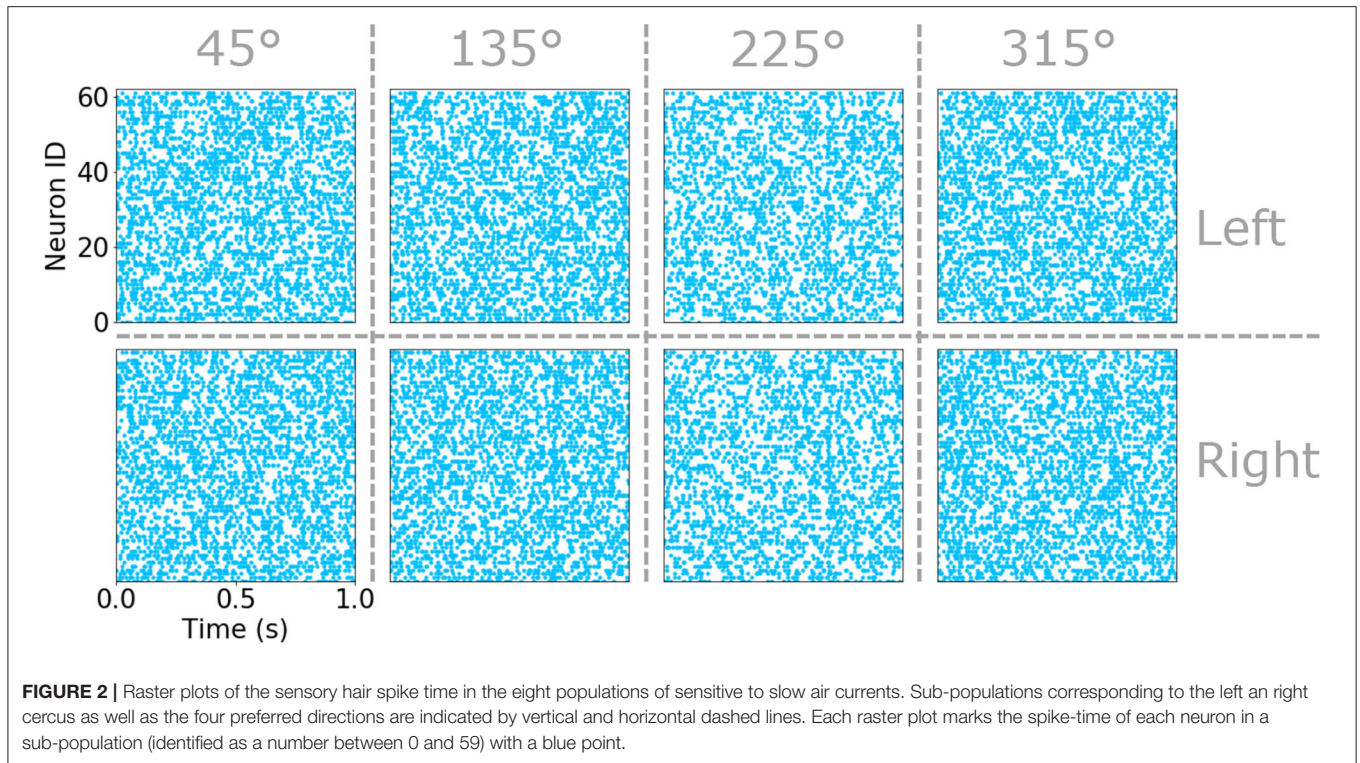 45° 135° 225° 315°
60
40
20
0
Neuron ID
Left
Right
0.0 0.5 1.0
Time (s)
FIGURE 2 | Raster plots of the sensory hair spike time in the eight populations of sensitive to slow air currents. Sub-populations corresponding to the left an right
cercus as well as the four preferred directions are indicated by vertical and horizontal dashed lines. Each raster plot marks the spike-time of each neuron in a
sub-population (identified as a number between 0 and 59) with a blue point.